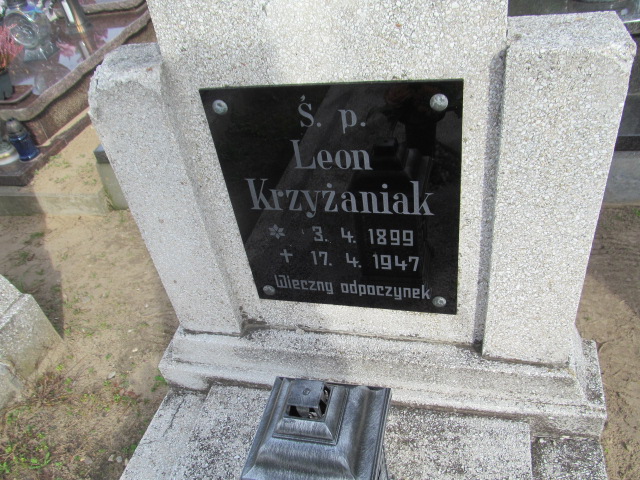 Ś. p.
Leon
Krzyżaniak
* 3. 4. 1899
+ 17. 4. 1947
Wieczny odpoczynek